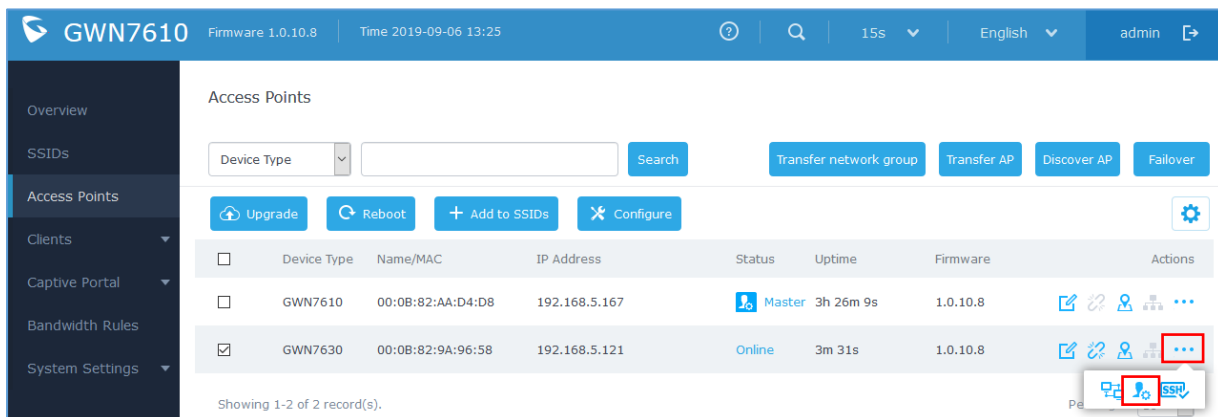 GWN7610 Firmware 1.0.10.8 Time 2019-09-06 13:25 15s English admin
Overview
SSIDs
Access Points
Clients
Captive Portal
Bandwidth Rules
System Settings
Access Points
Device Type Search Transfer network group Transfer AP Discover AP Failover
Upgrade Reboot + Add to SSIDs Configure
Device Type Name/MAC IP Address Status Uptime Firmware Actions
GWN7610 00:0B:82:AA:D4:D8 192.168.5.167 Master 3h 26m 9s 1.0.10.8
GWN7630 00:0B:82:9A:96:58 192.168.5.121 Online 3m 31s 1.0.10.8
SSH
Showing 1-2 of 2 record(s).